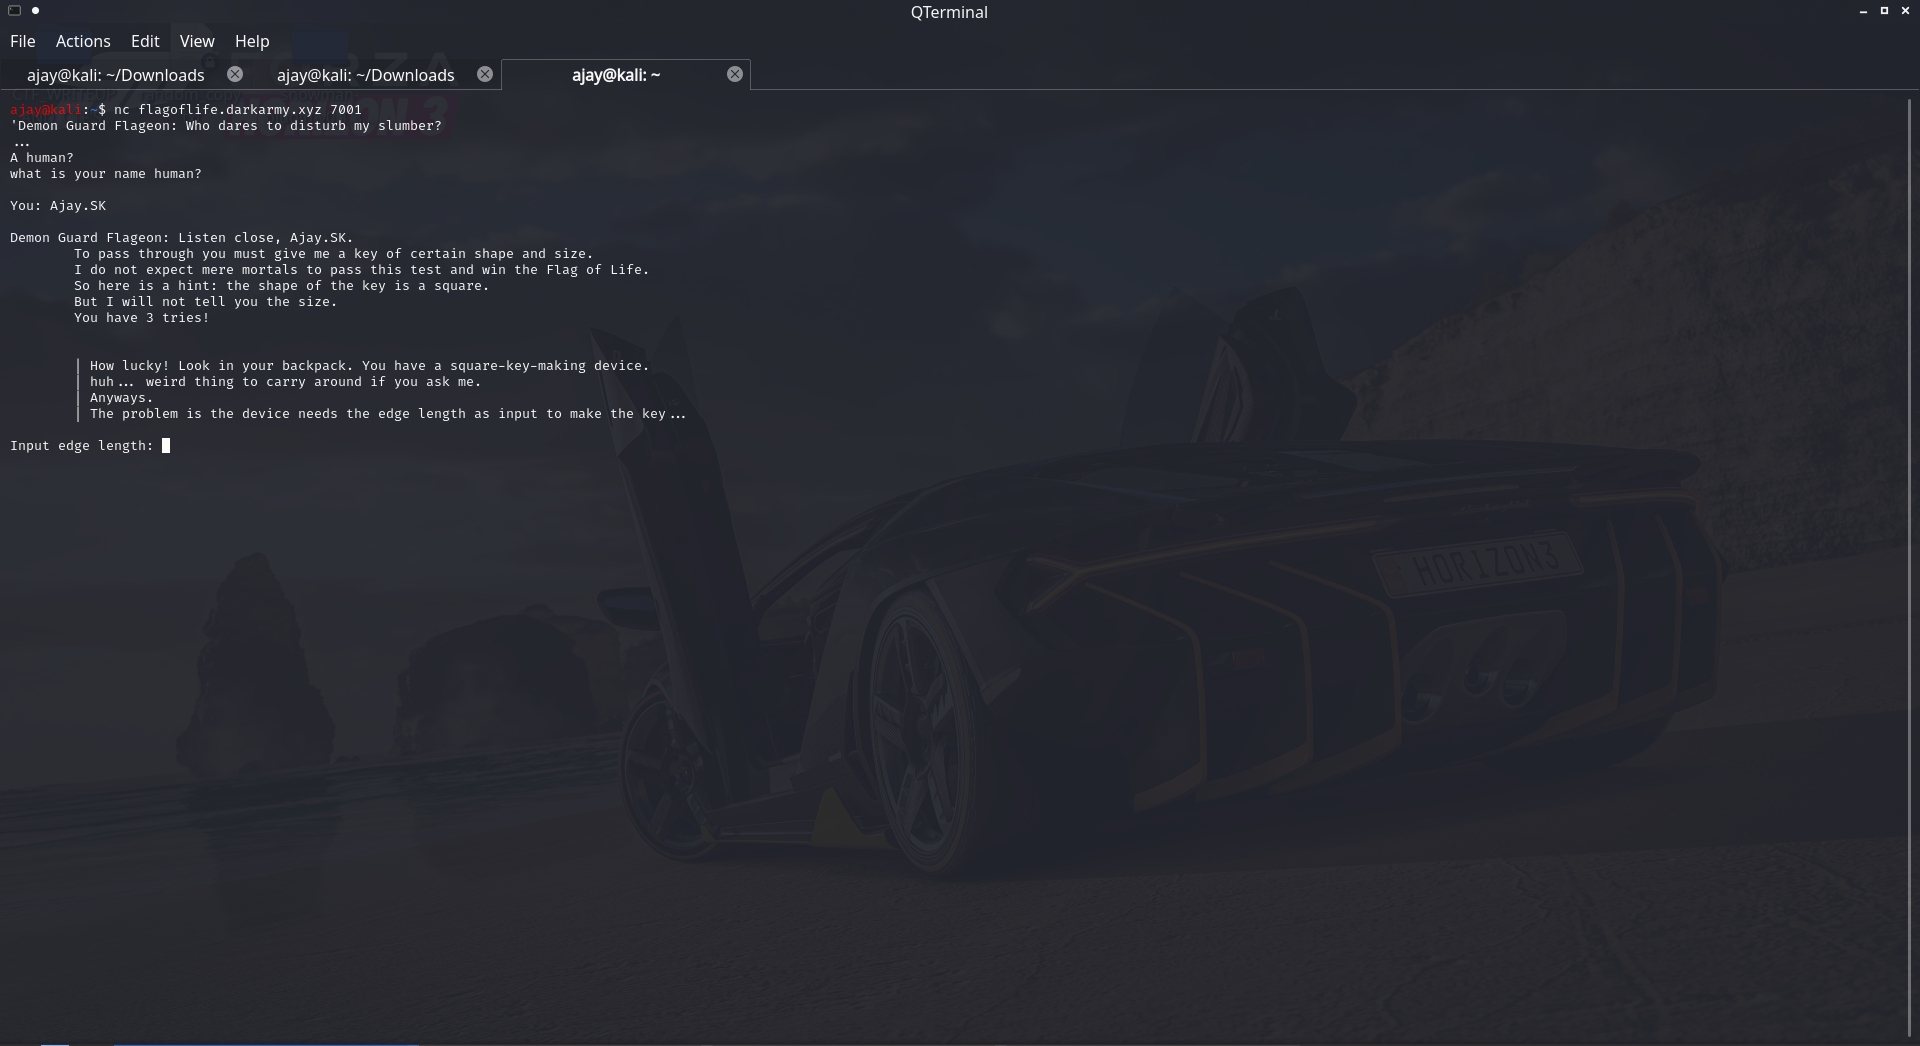 QTerminal
File Actions Edit View Help
ajay@kali: ~/Downloads ajay@kali: ~/Downloads ajay@kali: ~
ajay@kali:~$ nc flagoflife.darkarmy.xyz 7001
'Demon Guard Flageon: Who dares to disturb my slumber?
...
A human?
what is your name human?
You: Ajay.SK
Demon Guard Flageon: Listen close, Ajay.SK.
To pass through you must give me a key of certain shape and size.
I do not expect mere mortals to pass this test and win the Flag of Life.
So here is a hint: the shape of the key is a square.
But I will not tell you the size.
You have 3 tries!
| How lucky! Look in your backpack. You have a square-key-making device.
| huh... weird thing to carry around if you ask me.
| Anyways.
| The problem is the device needs the edge length as input to make the key...
Input edge length:
HORIZON3